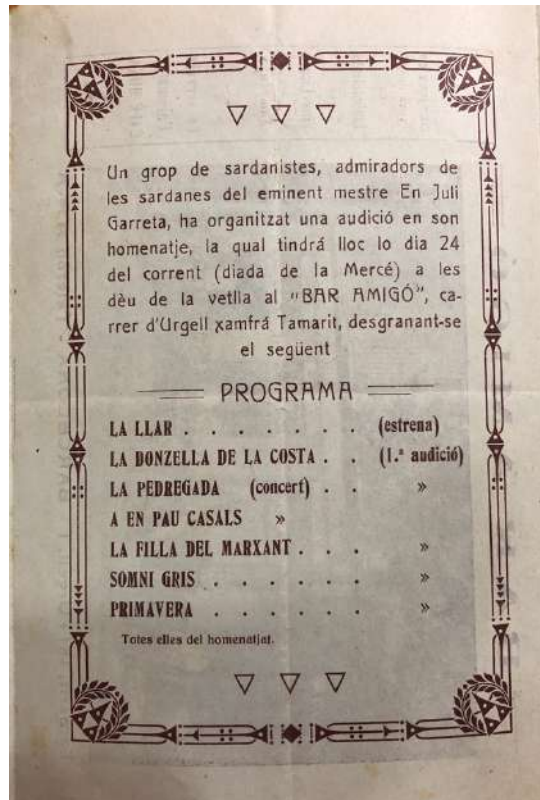 Un grop de sardanistes, admiradors de
les sardanes del eminent mestre En Juli
Garreta, ha organitzat una audició en son
homenatje, la qual tindrá lloc lo dia 24
del corrent (diada de la Mercé) a les
dèu de la vetlla al "BAR AMIGÓ", ca-
rrer d'Urgell xamfrá Tamarit, desgranant-se
el següent
PROGRAMA
LA LLAR . . . . . . . (estrena)
LA DONZELLA DE LA COSTA . . (1.ª audició)
LA PEDREGADA (concert) . . »
A EN PAU CASALS »
LA FILLA DEL MARXANT . . . »
SOMNI GRIS . . . . . . »
PRIMAVERA . . . . . . »
Totes elles del homenatjat.